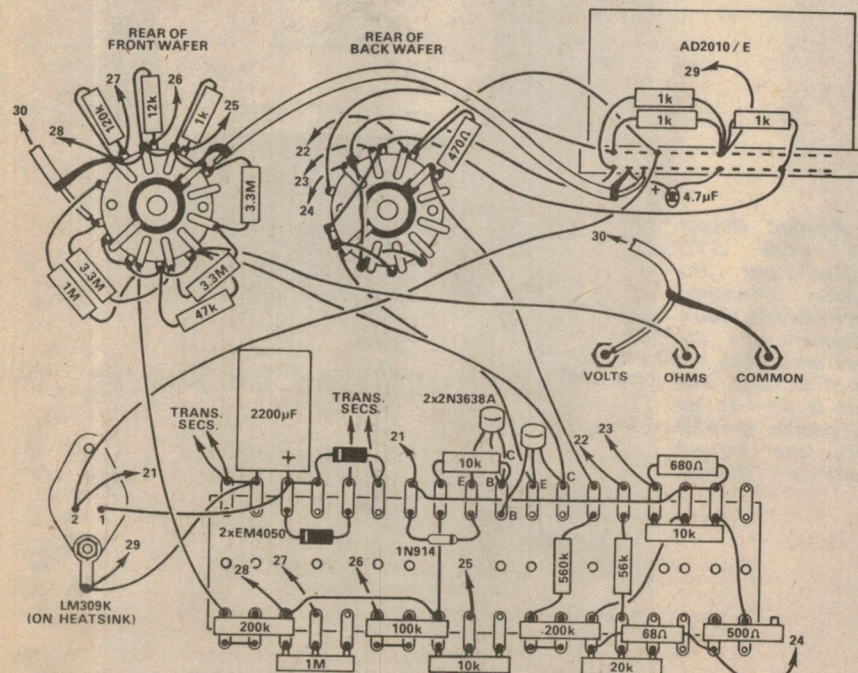 REAR OF
FRONT WAFER
REAR OF
BACK WAFER
AD2010 / E
27
26
29
30
120k
12k
1k
25
1k
1k
1k
28
22
470Ω
23
24
3.3M
+
4.7µF
30
3.3M
1M
3.3M
47k
VOLTS
OHMS
COMMON
2200µF
+
TRANS.
SECS.
TRANS.
SECS.
2x2N3638A
21
22
23
680Ω
21
10k
C
E
B
E
C
B
2
1
2xEM4050
1N914
10k
29
28
27
26
25
560k
56k
LM309K
(ON HEATSINK)
200k
100k
200k
68Ω
500Ω
24
1M
10k
20k